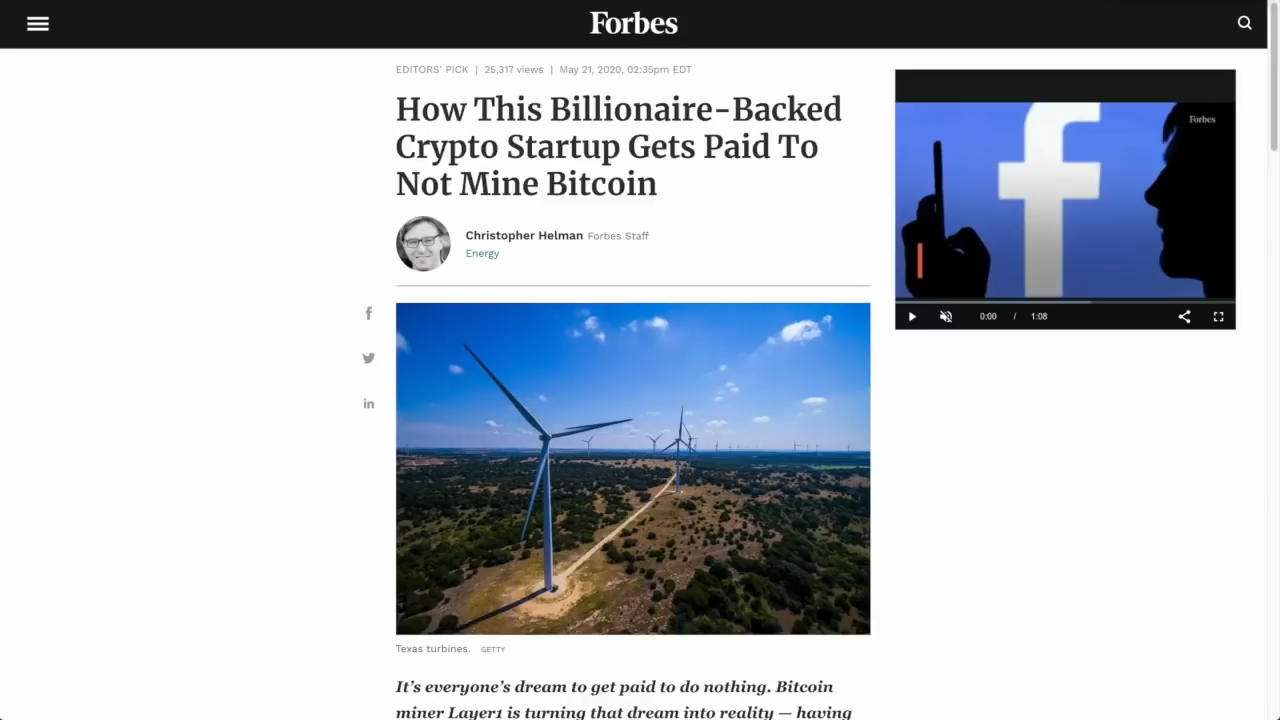 Forbes
EDITORS' PICK | 25,317 views | May 21, 2020, 02:35pm EDT
How This Billionaire-Backed
Crypto Startup Gets Paid To
Not Mine Bitcoin
Christopher Helman Forbes Staff
Energy
Forbes
0:00 / 1:08
Texas turbines. GETTY
It's everyone's dream to get paid to do nothing. Bitcoin
miner Layer1 is turning that dream into reality — having